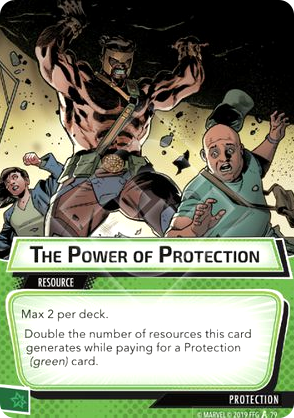 The Power of Protection
RESOURCE
Max 2 per deck.
Double the number of resources this card
generates while paying for a Protection
(green) card.
PROTECTION
© MARVEL © 2019 FFG 79